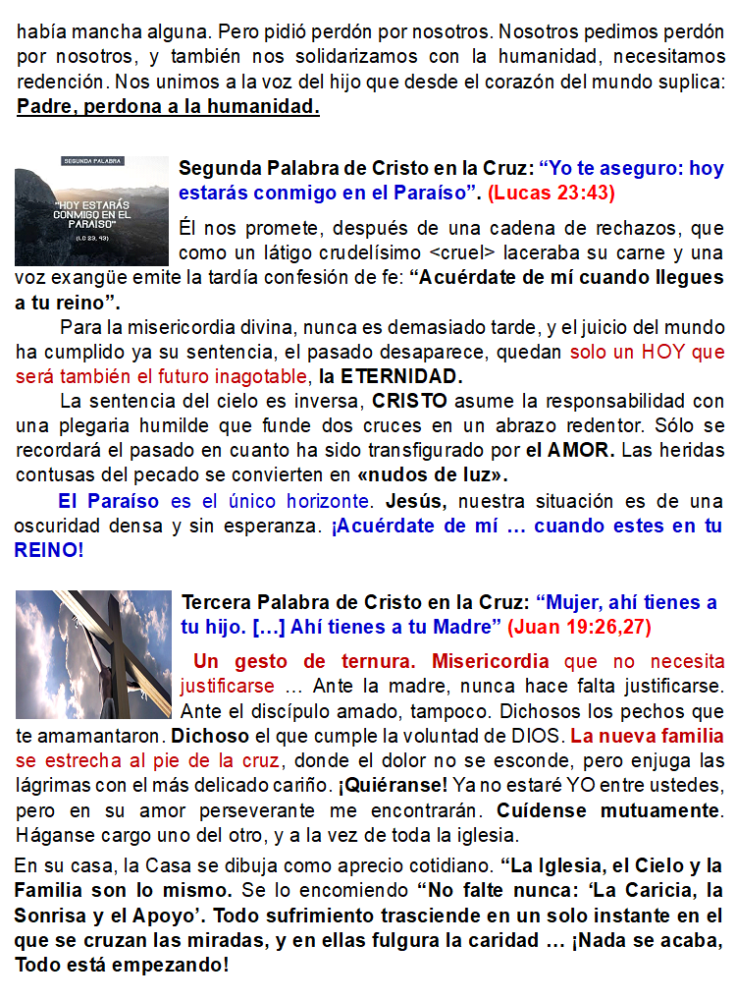 había mancha alguna. Pero pidió perdón por nosotros. Nosotros pedimos perdón
por nosotros, y también nos solidarizamos con la humanidad, necesitamos
redención. Nos unimos a la voz del hijo que desde el corazón del mundo suplica:
Padre, perdona a la humanidad.
SEGUNDA PALABRA
"HOY ESTARÁS
CONMIGO EN EL
PARAISO"
(LC 23, 43)
Segunda Palabra de Cristo en la Cruz: “Yo te aseguro: hoy
estarás conmigo en el Paraíso”. (Lucas 23:43)
Él nos promete, después de una cadena de rechazos, que
como un látigo crudelísimo <cruel> laceraba su carne y una
voz exangüe emite la tardía confesión de fe: “Acuérdate de mí cuando llegues
a tu reino”.
Para la misericordia divina, nunca es demasiado tarde, y el juicio del mundo
ha cumplido ya su sentencia, el pasado desaparece, quedan solo un HOY que
será también el futuro inagotable, la ETERNIDAD.
La sentencia del cielo es inversa, CRISTO asume la responsabilidad con
una plegaria humilde que funde dos cruces en un abrazo redentor. Sólo se
recordará el pasado en cuanto ha sido transfigurado por el AMOR. Las heridas
contusas del pecado se convierten en «nudos de luz».
El Paraíso es el único horizonte. Jesús, nuestra situación es de una
oscuridad densa y sin esperanza. ¡Acuérdate de mí … cuando estes en tu
REINO!
Tercera Palabra de Cristo en la Cruz: “Mujer, ahí tienes a
tu hijo. […] Ahí tienes a tu Madre” (Juan 19:26,27)
Un gesto de ternura. Misericordia que no necesita
justificarse … Ante la madre, nunca hace falta justificarse.
Ante el discípulo amado, tampoco. Dichosos los pechos que
te amamantaron. Dichoso el que cumple la voluntad de DIOS. La nueva familia
se estrecha al pie de la cruz, donde el dolor no se esconde, pero enjuga las
lágrimas con el más delicado cariño. ¡Quiéranse! Ya no estaré YO entre ustedes,
pero en su amor perseverante me encontrarán. Cuídense mutuamente.
Háganse cargo uno del otro, y a la vez de toda la iglesia.
En su casa, la Casa se dibuja como aprecio cotidiano. “La Iglesia, el Cielo y la
Familia son lo mismo. Se lo encomiendo “No falte nunca: ‘La Caricia, la
Sonrisa y el Apoyo’. Todo sufrimiento trasciende en un solo instante en el
que se cruzan las miradas, y en ellas fulgura la caridad … ¡Nada se acaba,
Todo está empezando!